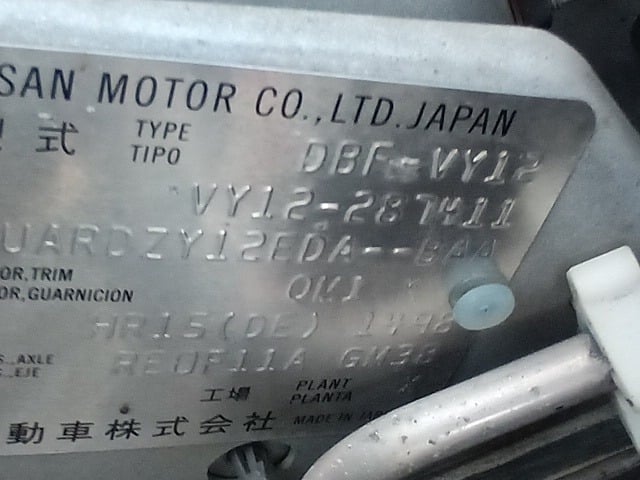 SAN MOTOR CO.,LTD.JAPAN
型式 TYPE TIPO DBF-VY12
VY12-287411
UARDZY12EDA--BAA
OR,TRIM
OR,GUARNICION QM1
HR15(DE) 1498
S.,AXLE
.,EJE RE0F11A GM38
工場 PLANT PLANTA
動車株式会社 MADE IN JAPAN